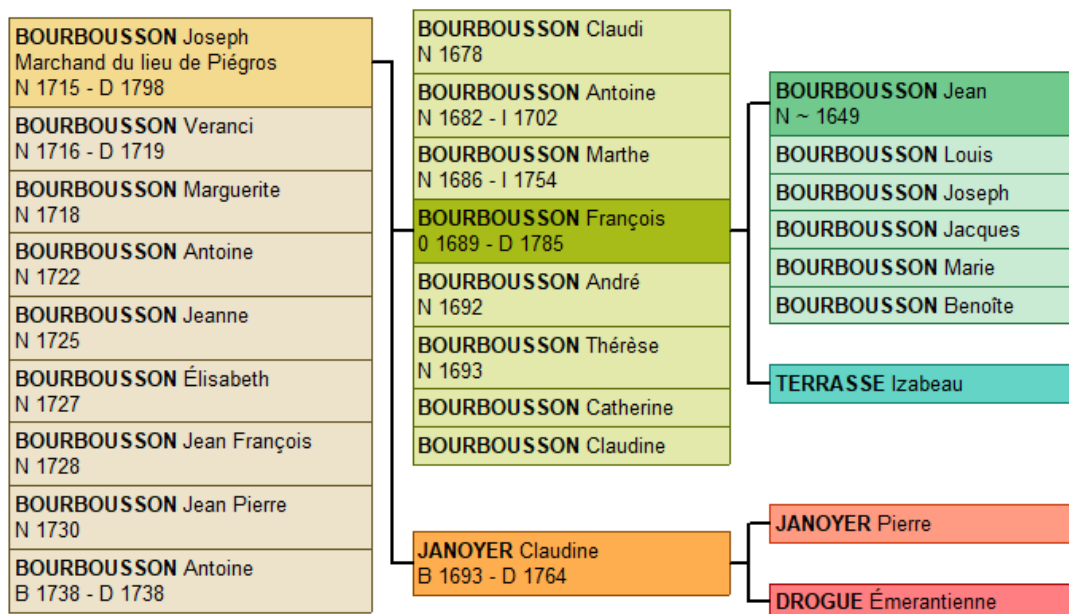 BOURBOUSSON Joseph
Marchand du lieu de Piégros
N 1715 - D 1798
BOURBOUSSON Veranci
N 1716 - D 1719
BOURBOUSSON Marguerite
N 1718
BOURBOUSSON Antoine
N 1722
BOURBOUSSON Jeanne
N 1725
BOURBOUSSON Élisabeth
N 1727
BOURBOUSSON Jean François
N 1728
BOURBOUSSON Jean Pierre
N 1730
BOURBOUSSON Antoine
B 1738 - D 1738
BOURBOUSSON Claudi
N 1678
BOURBOUSSON Antoine
N 1682 - I 1702
BOURBOUSSON Marthe
N 1686 - I 1754
BOURBOUSSON François
0 1689 - D 1785
BOURBOUSSON André
N 1692
BOURBOUSSON Thérèse
N 1693
BOURBOUSSON Catherine
BOURBOUSSON Claudine
JANOYER Claudine
B 1693 - D 1764
BOURBOUSSON Jean
N ~ 1649
BOURBOUSSON Louis
BOURBOUSSON Joseph
BOURBOUSSON Jacques
BOURBOUSSON Marie
BOURBOUSSON Benoîte
TERRASSE Izabeau
JANOYER Pierre
DROGUE Émerantienne